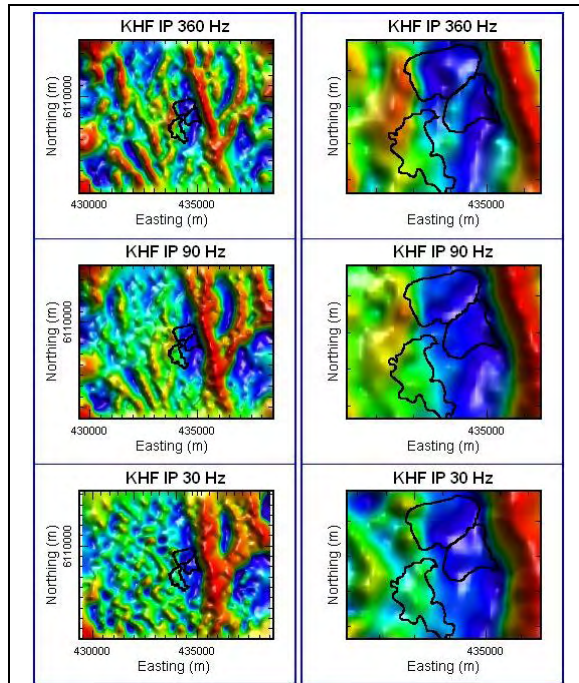 KHF IP 360 Hz
Northing (m)
6110000
430000 435000
Easting (m)
KHF IP 360 Hz
Northing (m)
435000
Easting (m)
KHF IP 90 Hz
Northing (m)
6110000
430000 435000
Easting (m)
KHF IP 90 Hz
Northing (m)
435000
Easting (m)
KHF IP 30 Hz
Northing (m)
6110000
430000 435000
Easting (m)
KHF IP 30 Hz
Northing (m)
435000
Easting (m)